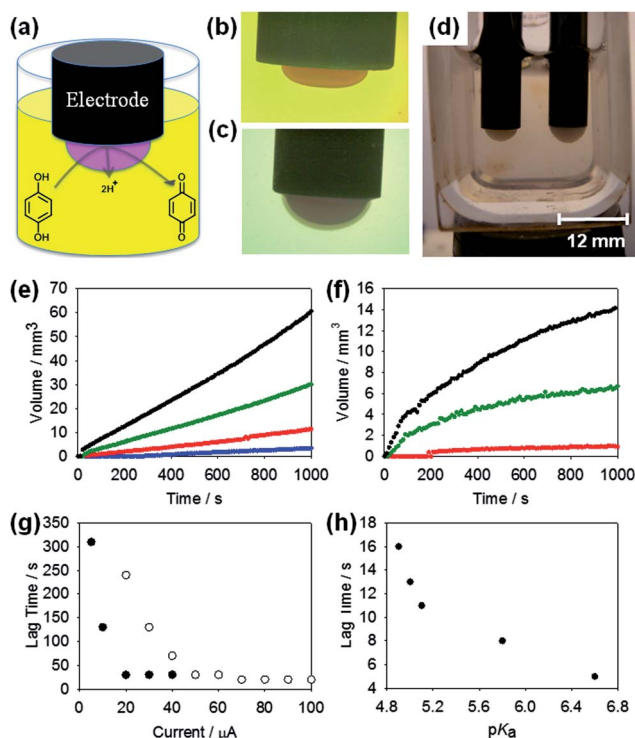 (a)
Electrode
OH
OH
2H+
O
O
(b)
(c)
(d)
12 mm
(e)
Volume / mm3
70
60
50
40
30
20
10
0
0 200 400 600 800 1000
Time / s
(f)
Volume / mm3
16
14
12
10
8
6
4
2
0
0 200 400 600 800 1000
Time / s
(g)
Lag Time / s
350
300
250
200
150
100
50
0
0 20 40 60 80 100
Current / µA
(h)
Lag Time / s
18
16
14
12
10
8
6
4
4.8 5.2 5.6 6.0 6.4 6.8
pKa